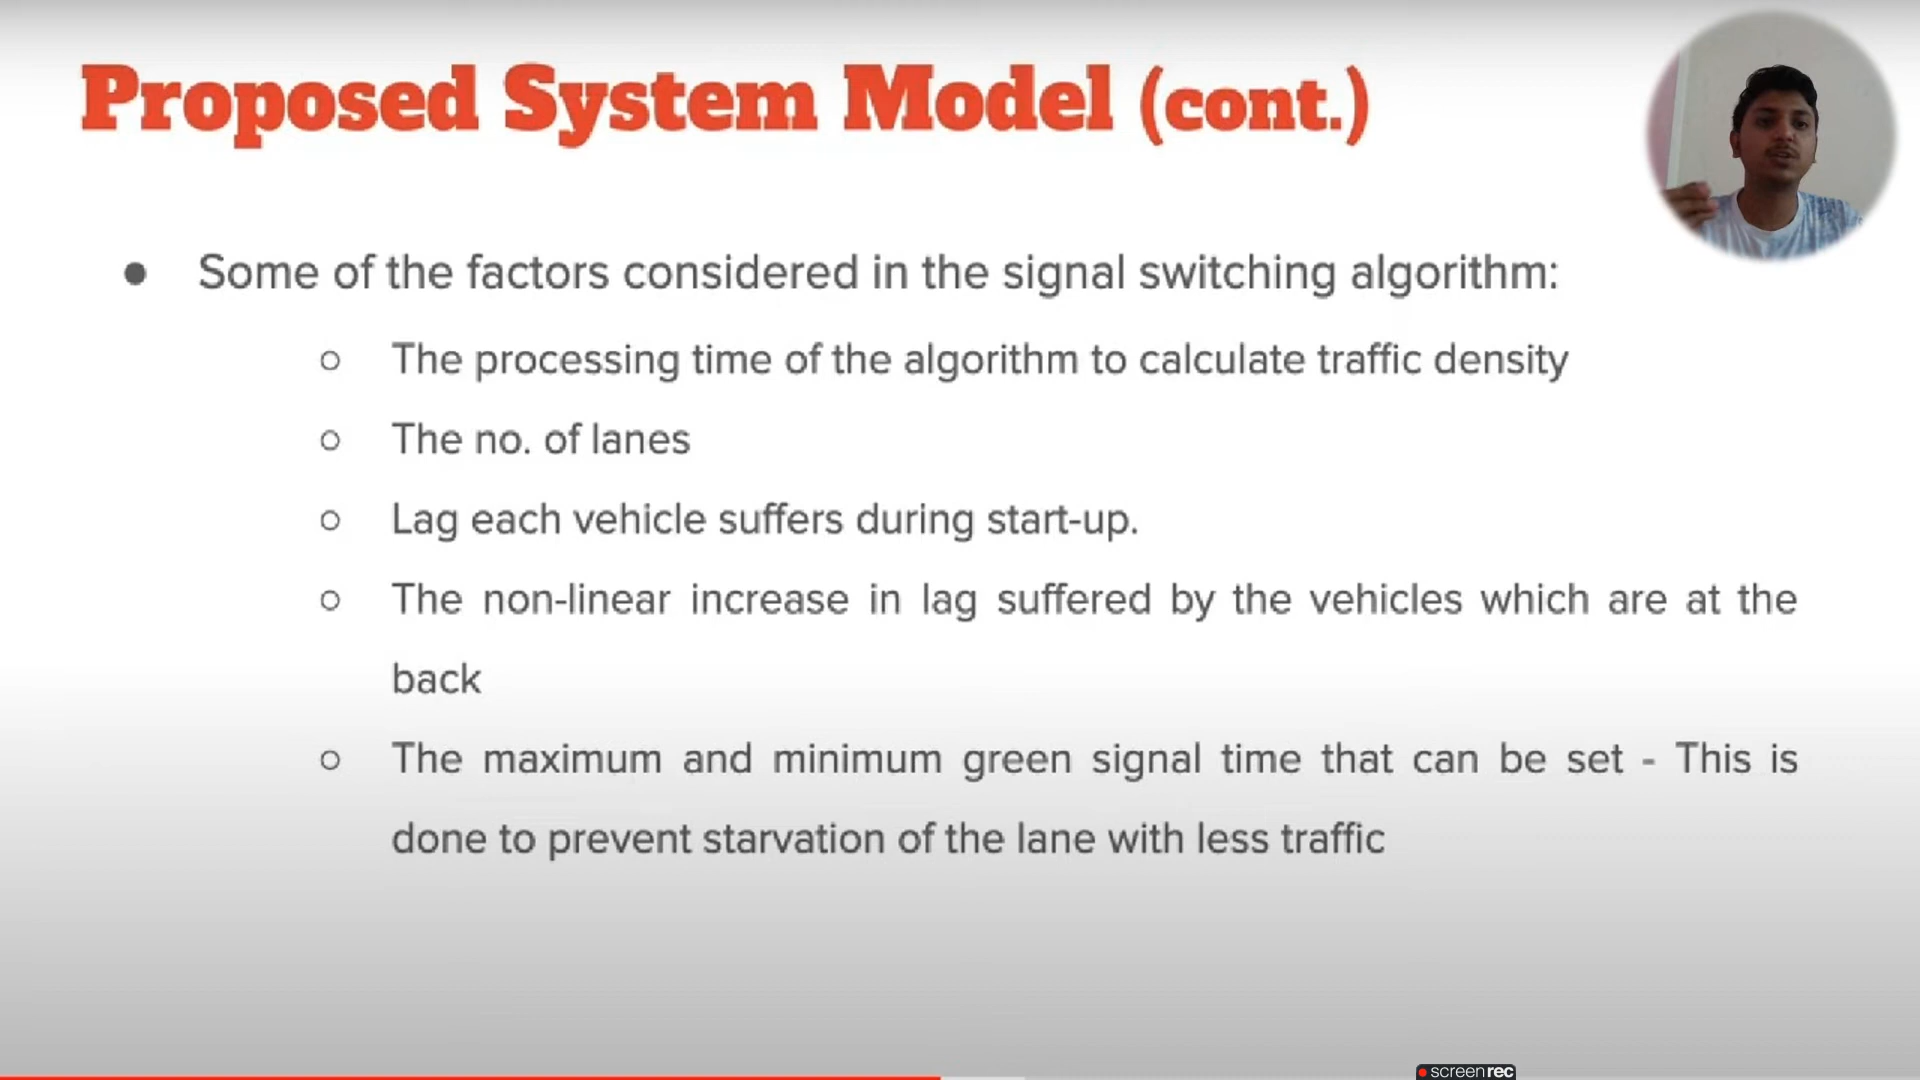 Proposed System Model (cont.)
● Some of the factors considered in the signal switching algorithm:
○ The processing time of the algorithm to calculate traffic density
○ The no. of lanes
○ Lag each vehicle suffers during start-up.
○ The non-linear increase in lag suffered by the vehicles which are at the
back
○ The maximum and minimum green signal time that can be set - This is
done to prevent starvation of the lane with less traffic
screenrec